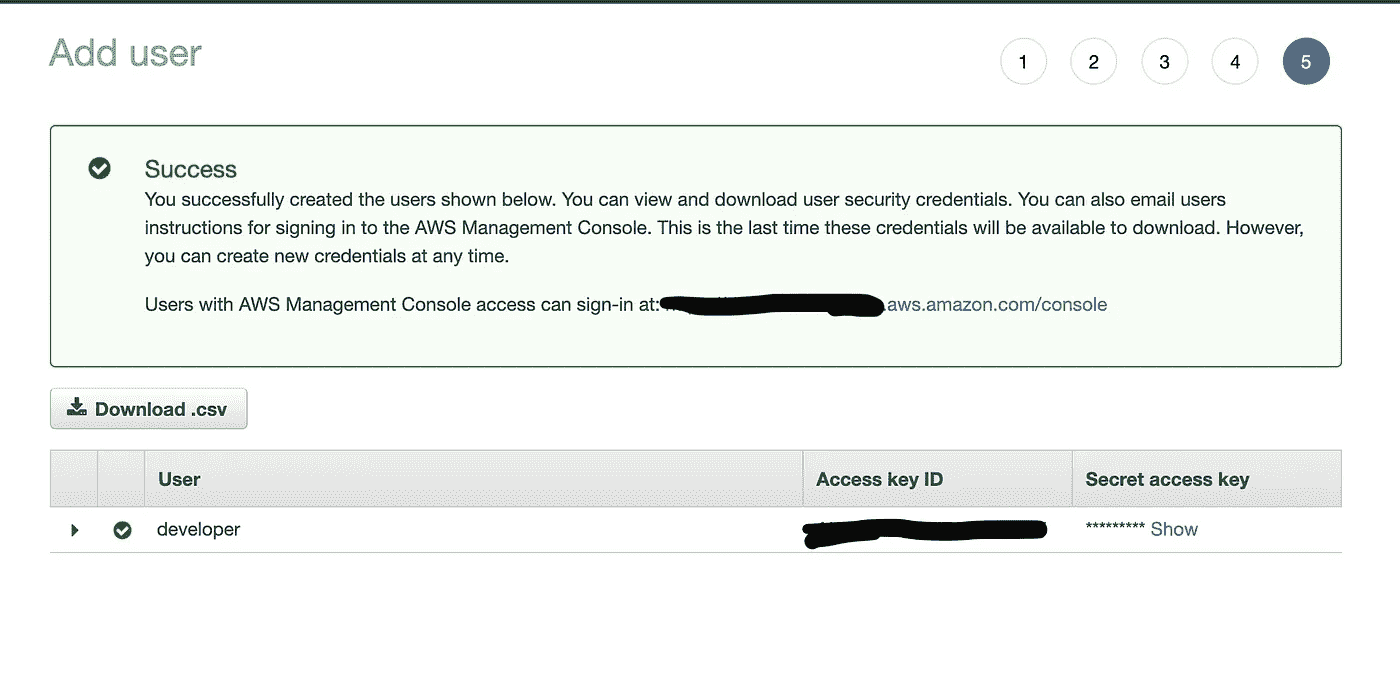 Add user
1 2 3 4 5
Success
You successfully created the users shown below. You can view and download user security credentials. You can also email users
instructions for signing in to the AWS Management Console. This is the last time these credentials will be available to download. However,
you can create new credentials at any time.
Users with AWS Management Console access can sign-in at: .aws.amazon.com/console
Download .csv
User Access key ID Secret access key
developer ********* Show